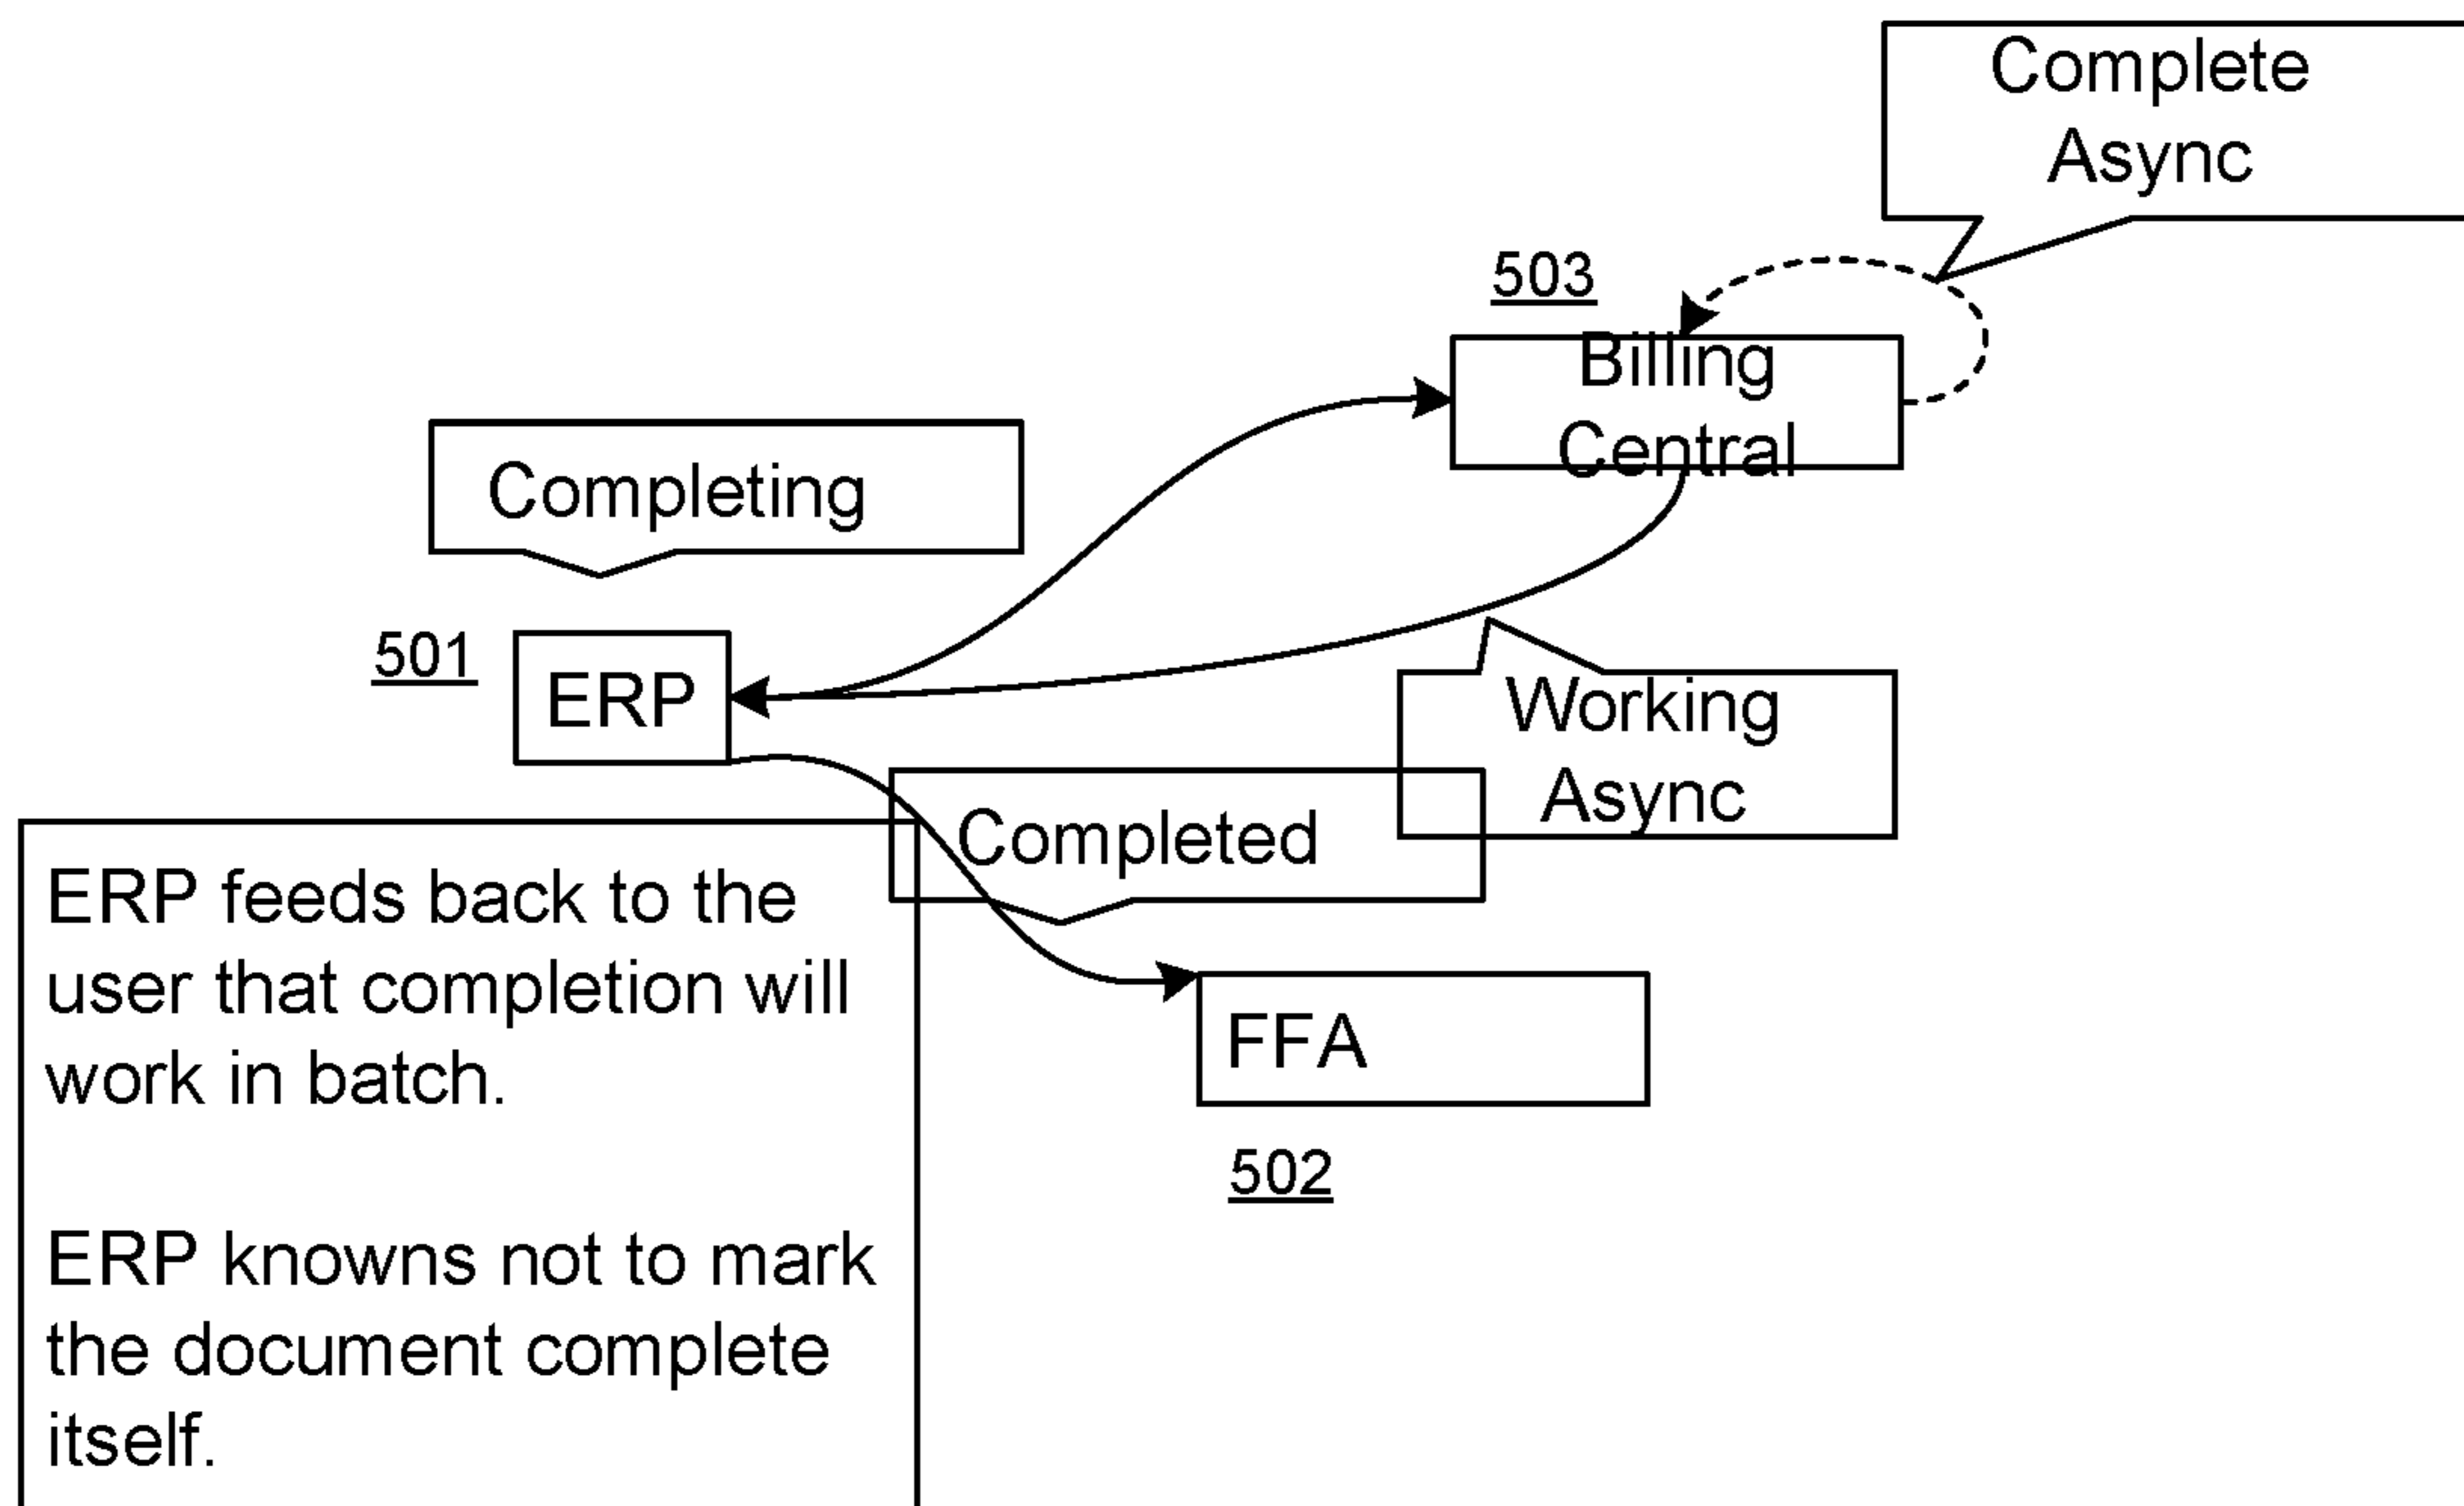 Complete
Async
503
Billing
Central
Completing
501
ERP
Working
Async
Completed
ERP feeds back to the
user that completion will
work in batch.
ERP knowns not to mark
the document complete
itself.
FFA
502